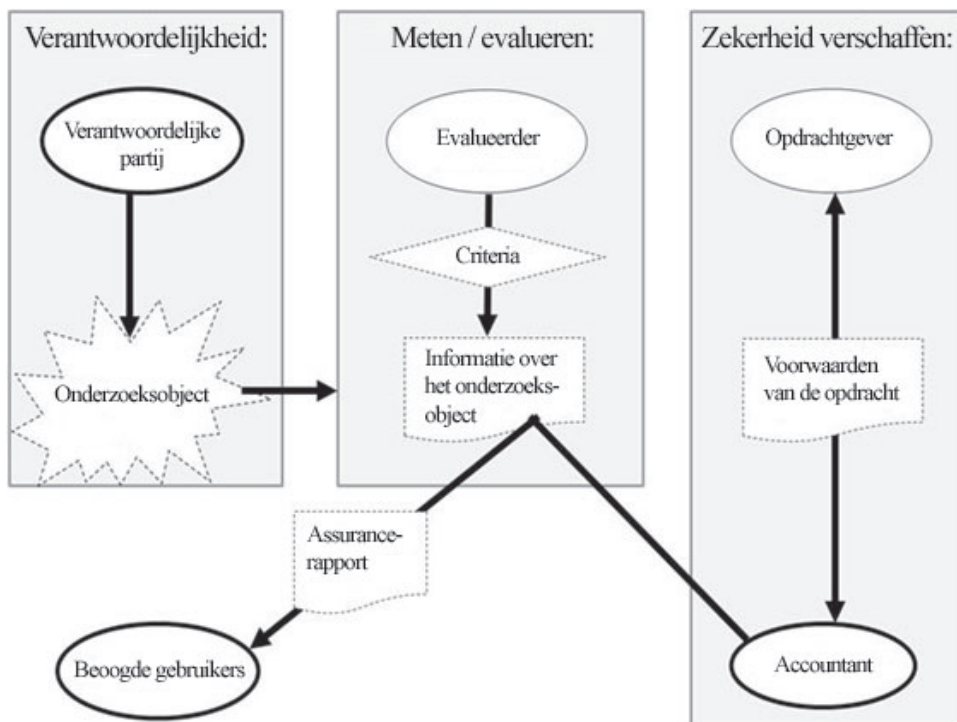 Verantwoordelijkheid:
Verantwoordelijke
partij
Onderzoeksobject
Meten / evalueren:
Evalueerder
Criteria
Informatie over
het onderzoeks-
object
Zekerheid verschaffen:
Opdrachtgever
Voorwaarden
van de opdracht
Accountant
Assurance-
rapport
Beoogde gebruikers